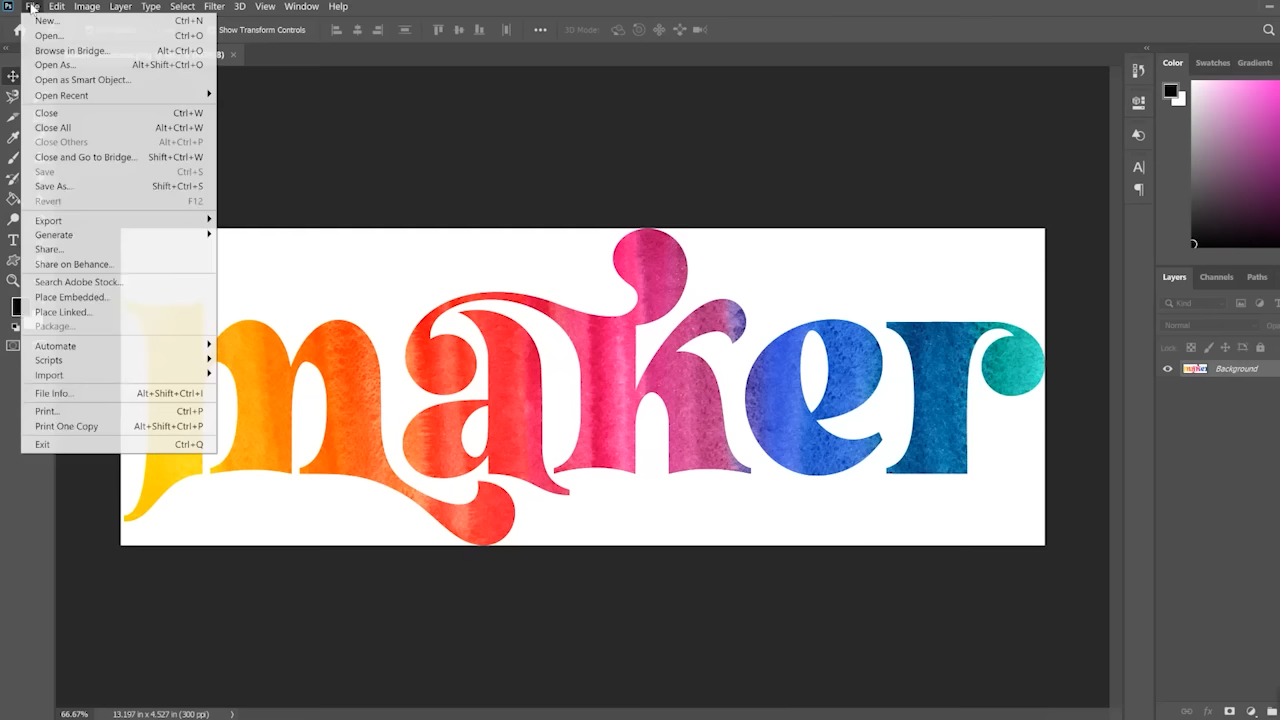 Ps File Edit Image Layer Type Select Filter 3D View Window Help
Show Transform Controls ••• 3D Mode:
8) ×
New... Ctrl+N
Open... Ctrl+O
Browse in Bridge... Alt+Ctrl+O
Open As... Alt+Shift+Ctrl+O
Open as Smart Object...
Open Recent
Close Ctrl+W
Close All Alt+Ctrl+W
Close Others Alt+Ctrl+P
Close and Go to Bridge... Shift+Ctrl+W
Save Ctrl+S
Save As... Shift+Ctrl+S
Revert F12
Export
Generate
Share...
Share on Behance...
Search Adobe Stock...
Place Embedded...
Place Linked...
Package...
Automate
Scripts
Import
File Info... Alt+Shift+Ctrl+I
Print... Ctrl+P
Print One Copy Alt+Shift+Ctrl+P
Exit Ctrl+Q
maker
Color Swatches Gradients
Layers Channels Paths
Kind
Normal
Lock:
Background
66.67% 13.197 in x 4.527 in (300 ppi)